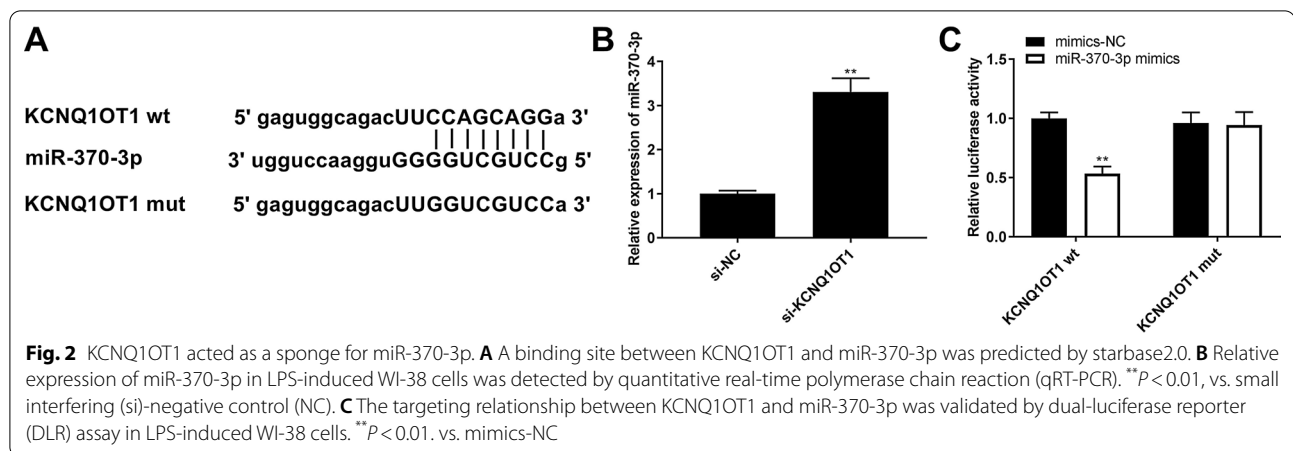 A
KCNQ1OT1 wt 5' gaguggcagacUUCCAGCAGGa 3'
miR-370-3p 3' ugguccaagguGGGGUCGUCCg 5'
KCNQ1OT1 mut 5' gaguggcagacUUGGUCGUCCa 3'
B
Relative expression of miR-370-3p
4
3
2
1
0
**
si-NC
si-KCNQ1OT1
C
mimics-NC
miR-370-3p mimics
Relative luciferase activity
1.5
1.0
0.5
0.0
**
KCNQ1OT1 wt
KCNQ1OT1 mut
Fig. 2 KCNQ1OT1 acted as a sponge for miR-370-3p. A A binding site between KCNQ1OT1 and miR-370-3p was predicted by starbase2.0. B Relative
expression of miR-370-3p in LPS-induced WI-38 cells was detected by quantitative real-time polymerase chain reaction (qRT-PCR). **P < 0.01, vs. small
interfering (si)-negative control (NC). C The targeting relationship between KCNQ1OT1 and miR-370-3p was validated by dual-luciferase reporter
(DLR) assay in LPS-induced WI-38 cells. **P < 0.01. vs. mimics-NC